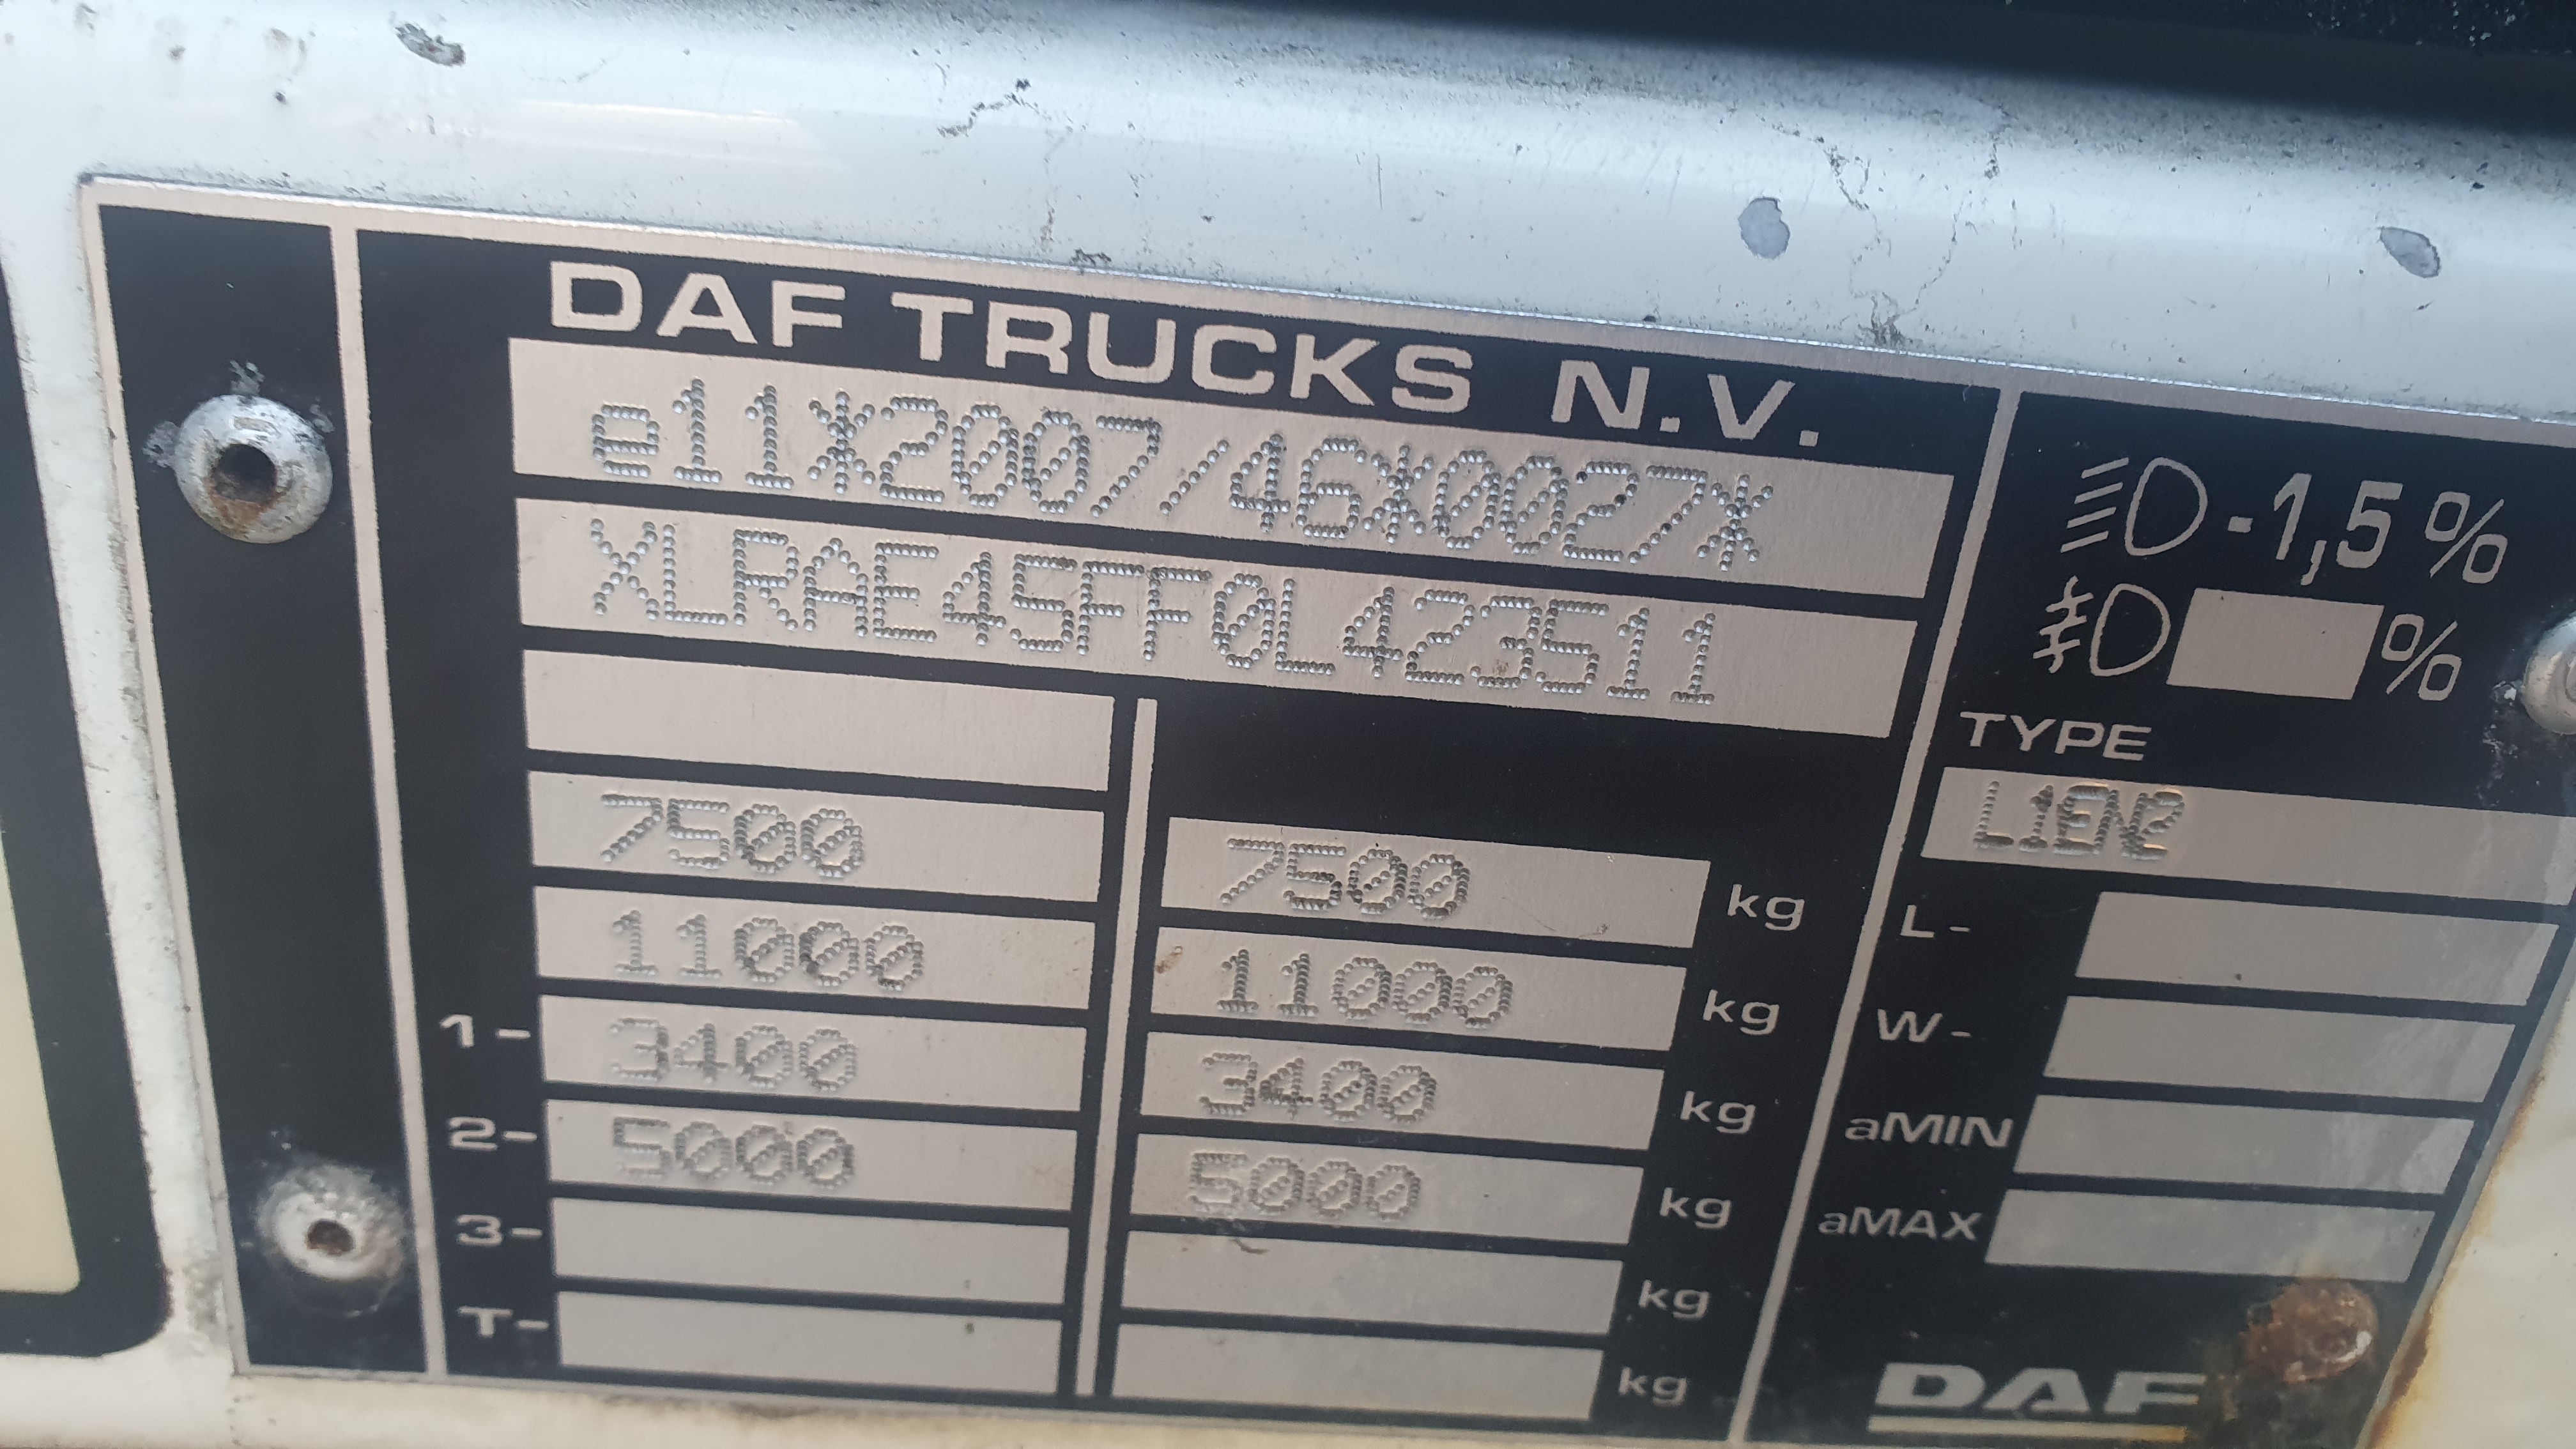 DAF TRUCKS N.V.
e11*2007/46*0027*
XLRAE45FF0L423511
7500 7500 kg
11000 11000 kg
1- 3400 3400 kg
2- 5000 5000 kg
3- kg
T- kg
-1,5%
%
TYPE
L1EN2
L-
W-
aMIN
aMAX
DAF